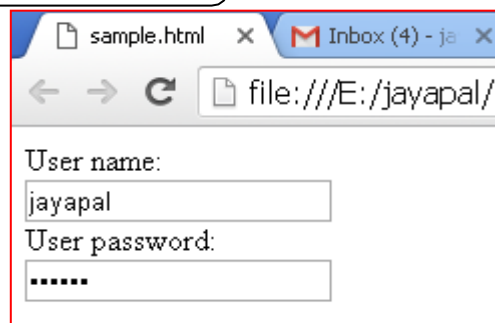 sample.html Inbox (4) - ja
file:///E:/jayapal/
User name:
jayapal
User password:
••••••